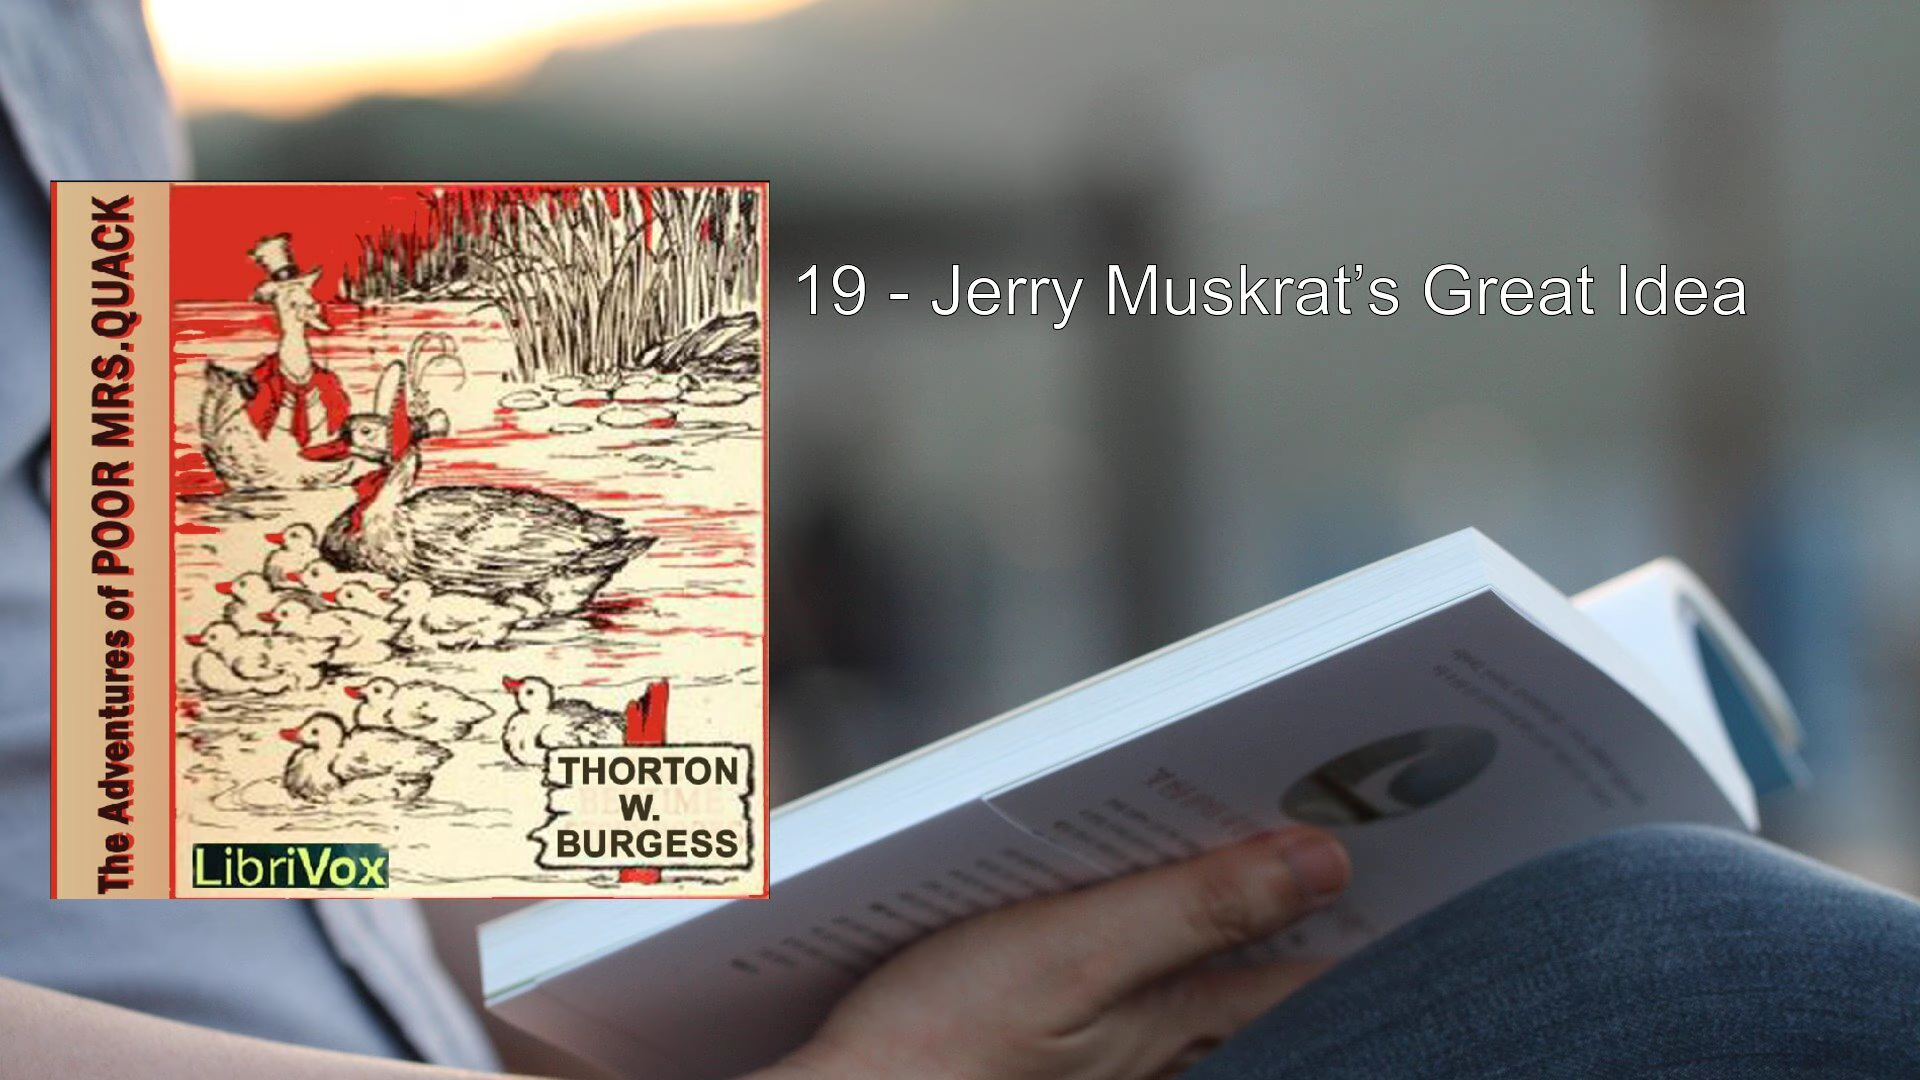 The Adventures of POOR MRS.QUACK
19 - Jerry Muskrat’s Great Idea
THORTON
W.
BURGESS
LibriVox